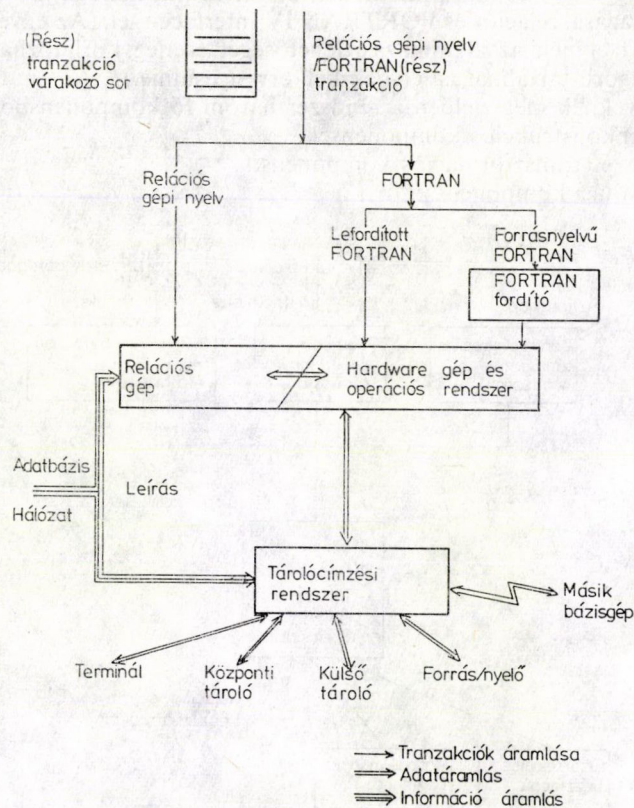 (Rész)
tranzakció
várakozó sor
Relációs gépi nyelv
/FORTRAN(rész)
tranzakció
Relációs
gépi nyelv
FORTRAN
Lefordított
FORTRAN
Forrásnyelvű
FORTRAN
FORTRAN
fordító
Relációs
gép
Hardware gép és
operációs rendszer
Adatbázis
Hálózat
Leírás
Tárolócímzési
rendszer
Másik
bázisgép
Terminál
Központi
tároló
Külső
tároló
Forrás/nyelő
Tranzakciók áramlása
Adatáramlás
Információ áramlás